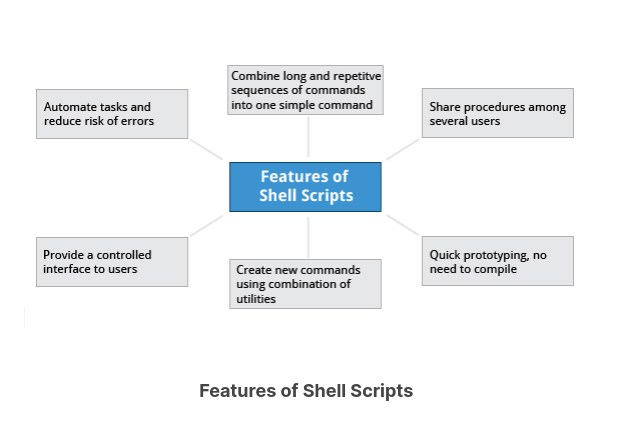 Combine long and repetitve
sequences of commands
into one simple command
Automate tasks and
reduce risk of errors
Share procedures among
several users
Features of
Shell Scripts
Provide a controlled
interface to users
Create new commands
using combination of
utilities
Quick prototyping, no
need to compile
Features of Shell Scripts